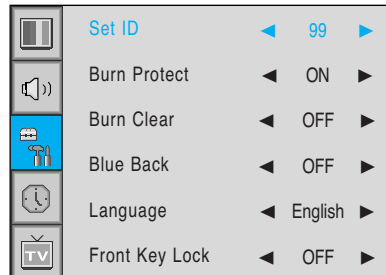 Set ID ◄ 99 ►
Burn Protect ◄ ON ►
Burn Clear ◄ OFF ►
Blue Back ◄ OFF ►
Language ◄ English ►
Front Key Lock ◄ OFF ►
TV